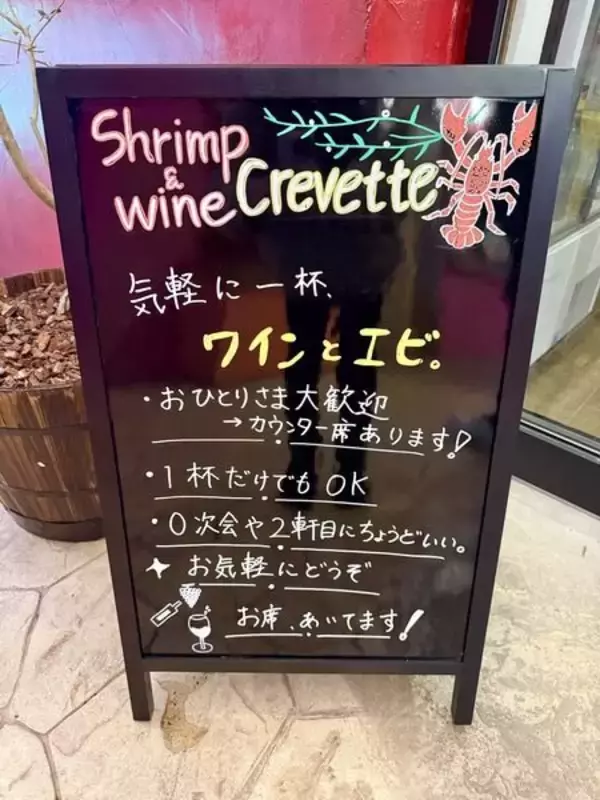 Shrimp
& wine Crevette
気軽に一杯、
ワインとエビ。
・おひとりさま大歓迎
→カウンター席あります!
・1杯だけでもOK
・0次会や2軒目にちょうどいい。
お気軽にどうぞ
お席、あいてます!